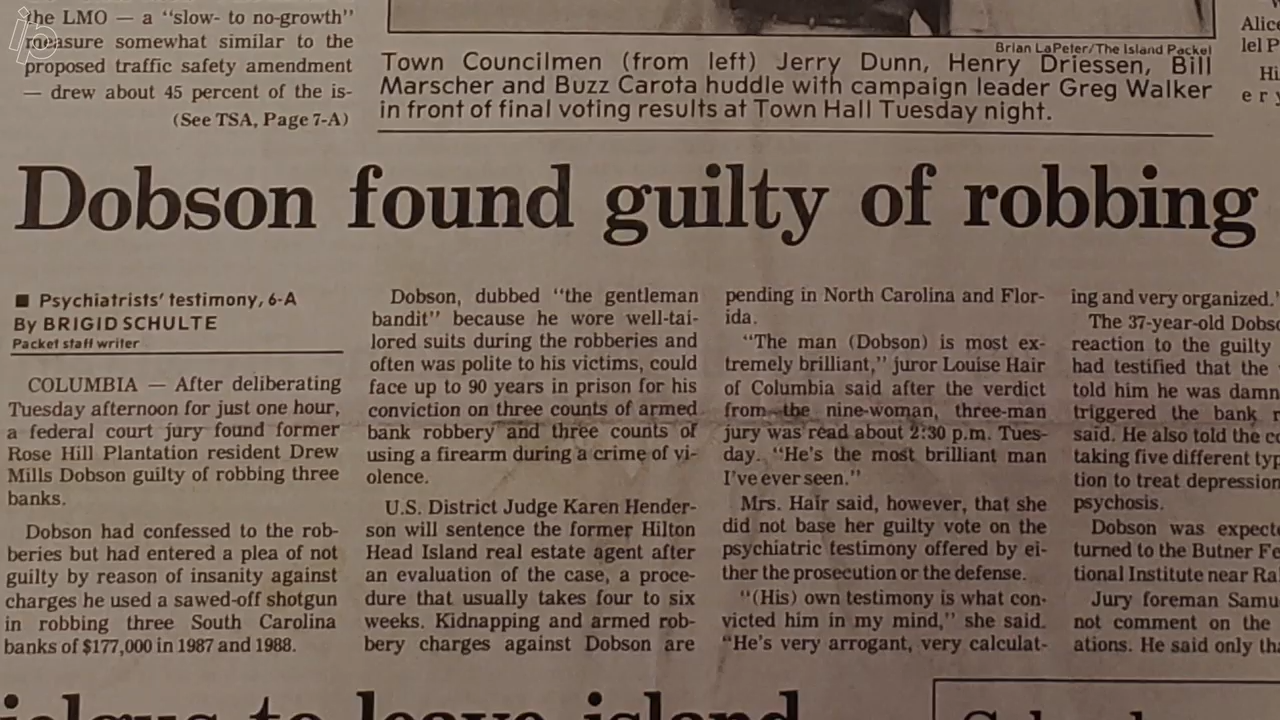 ip
the LMO — a “slow- to no-growth”
measure somewhat similar to the
proposed traffic safety amendment
— drew about 45 percent of the is-
(See TSA, Page 7-A)
Brian LaPeter/The Island Packet
Town Councilmen (from left) Jerry Dunn, Henry Driessen, Bill
Marscher and Buzz Carota huddle with campaign leader Greg Walker
in front of final voting results at Town Hall Tuesday night.
Dobson found guilty of robbing
■ Psychiatrists’ testimony, 6-A
By BRIGID SCHULTE
Packet staff writer
COLUMBIA — After deliberating
Tuesday afternoon for just one hour,
a federal court jury found former
Rose Hill Plantation resident Drew
Mills Dobson guilty of robbing three
banks.
Dobson had confessed to the rob-
beries but had entered a plea of not
guilty by reason of insanity against
charges he used a sawed-off shotgun
in robbing three South Carolina
banks of $177,000 in 1987 and 1988.
Dobson, dubbed “the gentleman
bandit” because he wore well-tai-
lored suits during the robberies and
often was polite to his victims, could
face up to 90 years in prison for his
conviction on three counts of armed
bank robbery and three counts of
using a firearm during a crime of vi-
olence.
U.S. District Judge Karen Hender-
son will sentence the former Hilton
Head Island real estate agent after
an evaluation of the case, a proce-
dure that usually takes four to six
weeks. Kidnapping and armed rob-
bery charges against Dobson are
pending in North Carolina and Flor-
ida.
“The man (Dobson) is most ex-
tremely brilliant,” juror Louise Hair
of Columbia said after the verdict
from the nine-woman, three-man
jury was read about 2:30 p.m. Tues-
day. “He’s the most brilliant man
I’ve ever seen.”
Mrs. Hair said, however, that she
did not base her guilty vote on the
psychiatric testimony offered by ei-
ther the prosecution or the defense.
“(His) own testimony is what con-
victed him in my mind,” she said.
“He’s very arrogant, very calculat-
ing and very organized.”
The 37-year-old Dobso
reaction to the guilty
had testified that the
told him he was damn
triggered the bank r
said. He also told the co
taking five different typ
tion to treat depression
psychosis.
Dobson was expecte
turned to the Butner Fe
tional Institute near Ra
Jury foreman Samu
not comment on the
ations. He said only tha
Alice
lel P
Hi
ery
to leave island